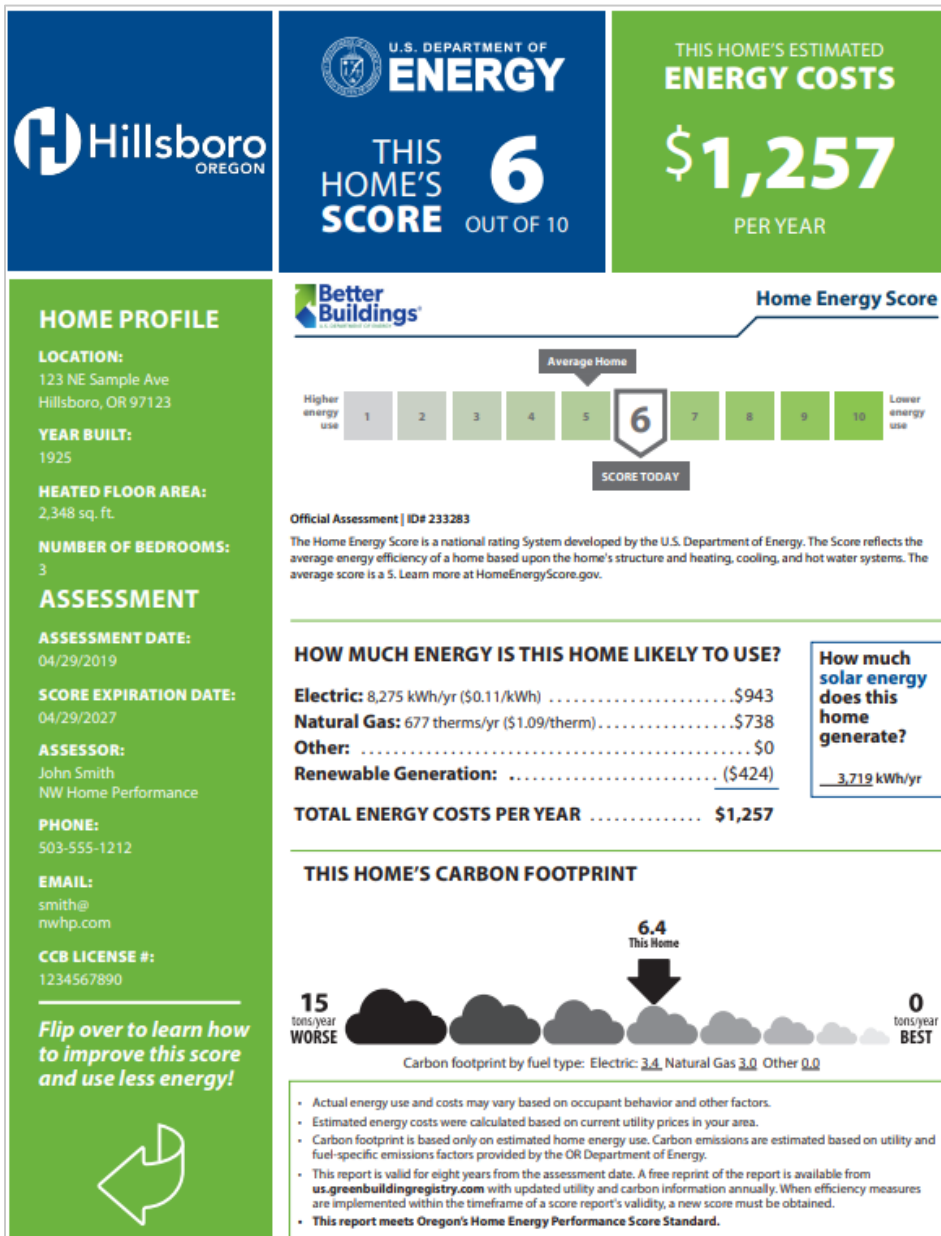 Hillsboro
OREGON
U.S. DEPARTMENT OF
ENERGY
THIS
HOME'S
SCORE
6
OUT OF 10
THIS HOME'S ESTIMATED
ENERGY COSTS
$1,257
PER YEAR
HOME PROFILE
LOCATION:
123 NE Sample Ave
Hillsboro, OR 97123
YEAR BUILT:
1925
HEATED FLOOR AREA:
2,348 sq. ft.
NUMBER OF BEDROOMS:
3
ASSESSMENT
ASSESSMENT DATE:
04/29/2019
SCORE EXPIRATION DATE:
04/29/2027
ASSESSOR:
John Smith
NW Home Performance
PHONE:
503-555-1212
EMAIL:
smith@
nwhp.com
CCB LICENSE #:
1234567890
Flip over to learn how
to improve this score
and use less energy!
Better
Buildings®
U.S. DEPARTMENT OF ENERGY
Home Energy Score
Average Home
Higher
energy
use
1 2 3 4 5 6 7 8 9 10
Lower
energy
use
SCORE TODAY
Official Assessment | ID# 233283
The Home Energy Score is a national rating System developed by the U.S. Department of Energy. The Score reflects the
average energy efficiency of a home based upon the home's structure and heating, cooling, and hot water systems. The
average score is a 5. Learn more at HomeEnergyScore.gov.
HOW MUCH ENERGY IS THIS HOME LIKELY TO USE?
Electric: 8,275 kWh/yr ($0.11/kWh) ........................$943
Natural Gas: 677 therms/yr ($1.09/therm)..................$738
Other: ....................................................$0
Renewable Generation: ........................... ($424)
TOTAL ENERGY COSTS PER YEAR .............. $1,257
How much
solar energy
does this
home
generate?
3,719 kWh/yr
THIS HOME'S CARBON FOOTPRINT
6.4
This Home
15
tons/year
WORSE
0
tons/year
BEST
Carbon footprint by fuel type: Electric: 3.4 Natural Gas 3.0 Other 0.0
• Actual energy use and costs may vary based on occupant behavior and other factors.
• Estimated energy costs were calculated based on current utility prices in your area.
• Carbon footprint is based only on estimated home energy use. Carbon emissions are estimated based on utility and
fuel-specific emissions factors provided by the OR Department of Energy.
• This report is valid for eight years from the assessment date. A free reprint of the report is available from
us.greenbuildingregistry.com with updated utility and carbon information annually. When efficiency measures
are implemented within the timeframe of a score report's validity, a new score must be obtained.
• This report meets Oregon's Home Energy Performance Score Standard.